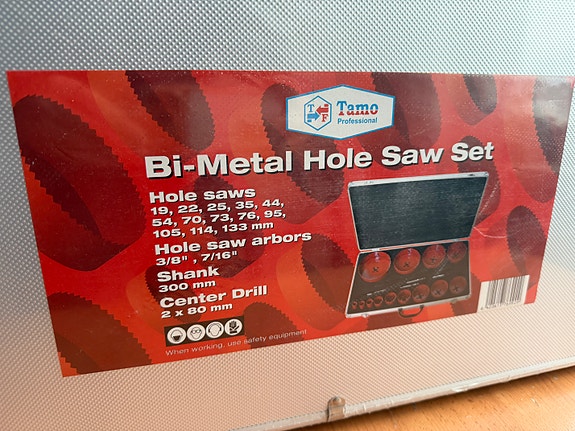 T
F
Tamo
Professional
Bi-Metal Hole Saw Set
Hole saws
19, 22, 25, 35, 44,
54, 70, 73, 76, 95,
105, 114, 133 mm
Hole saw arbors
3/8" , 7/16"
Shank
300 mm
Center Drill
2 x 80 mm
When working, use safety equipment